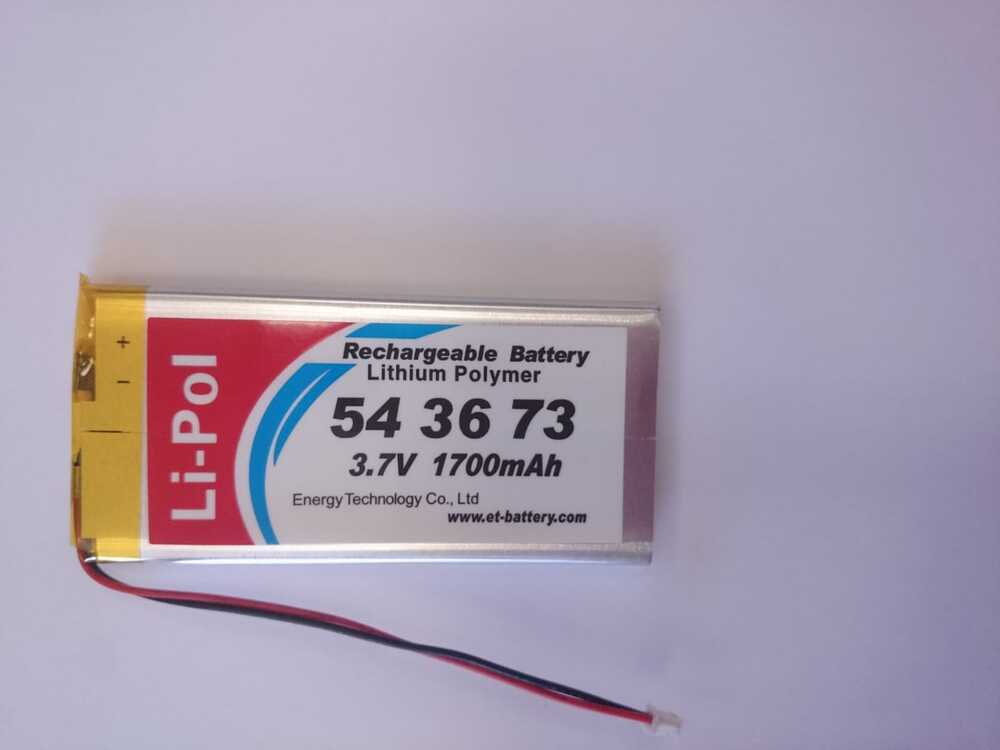 +
-
Li-Pol
Rechargeable Battery
Lithium Polymer
54 36 73
3.7V 1700mAh
Energy Technology Co., Ltd
www.et-battery.com